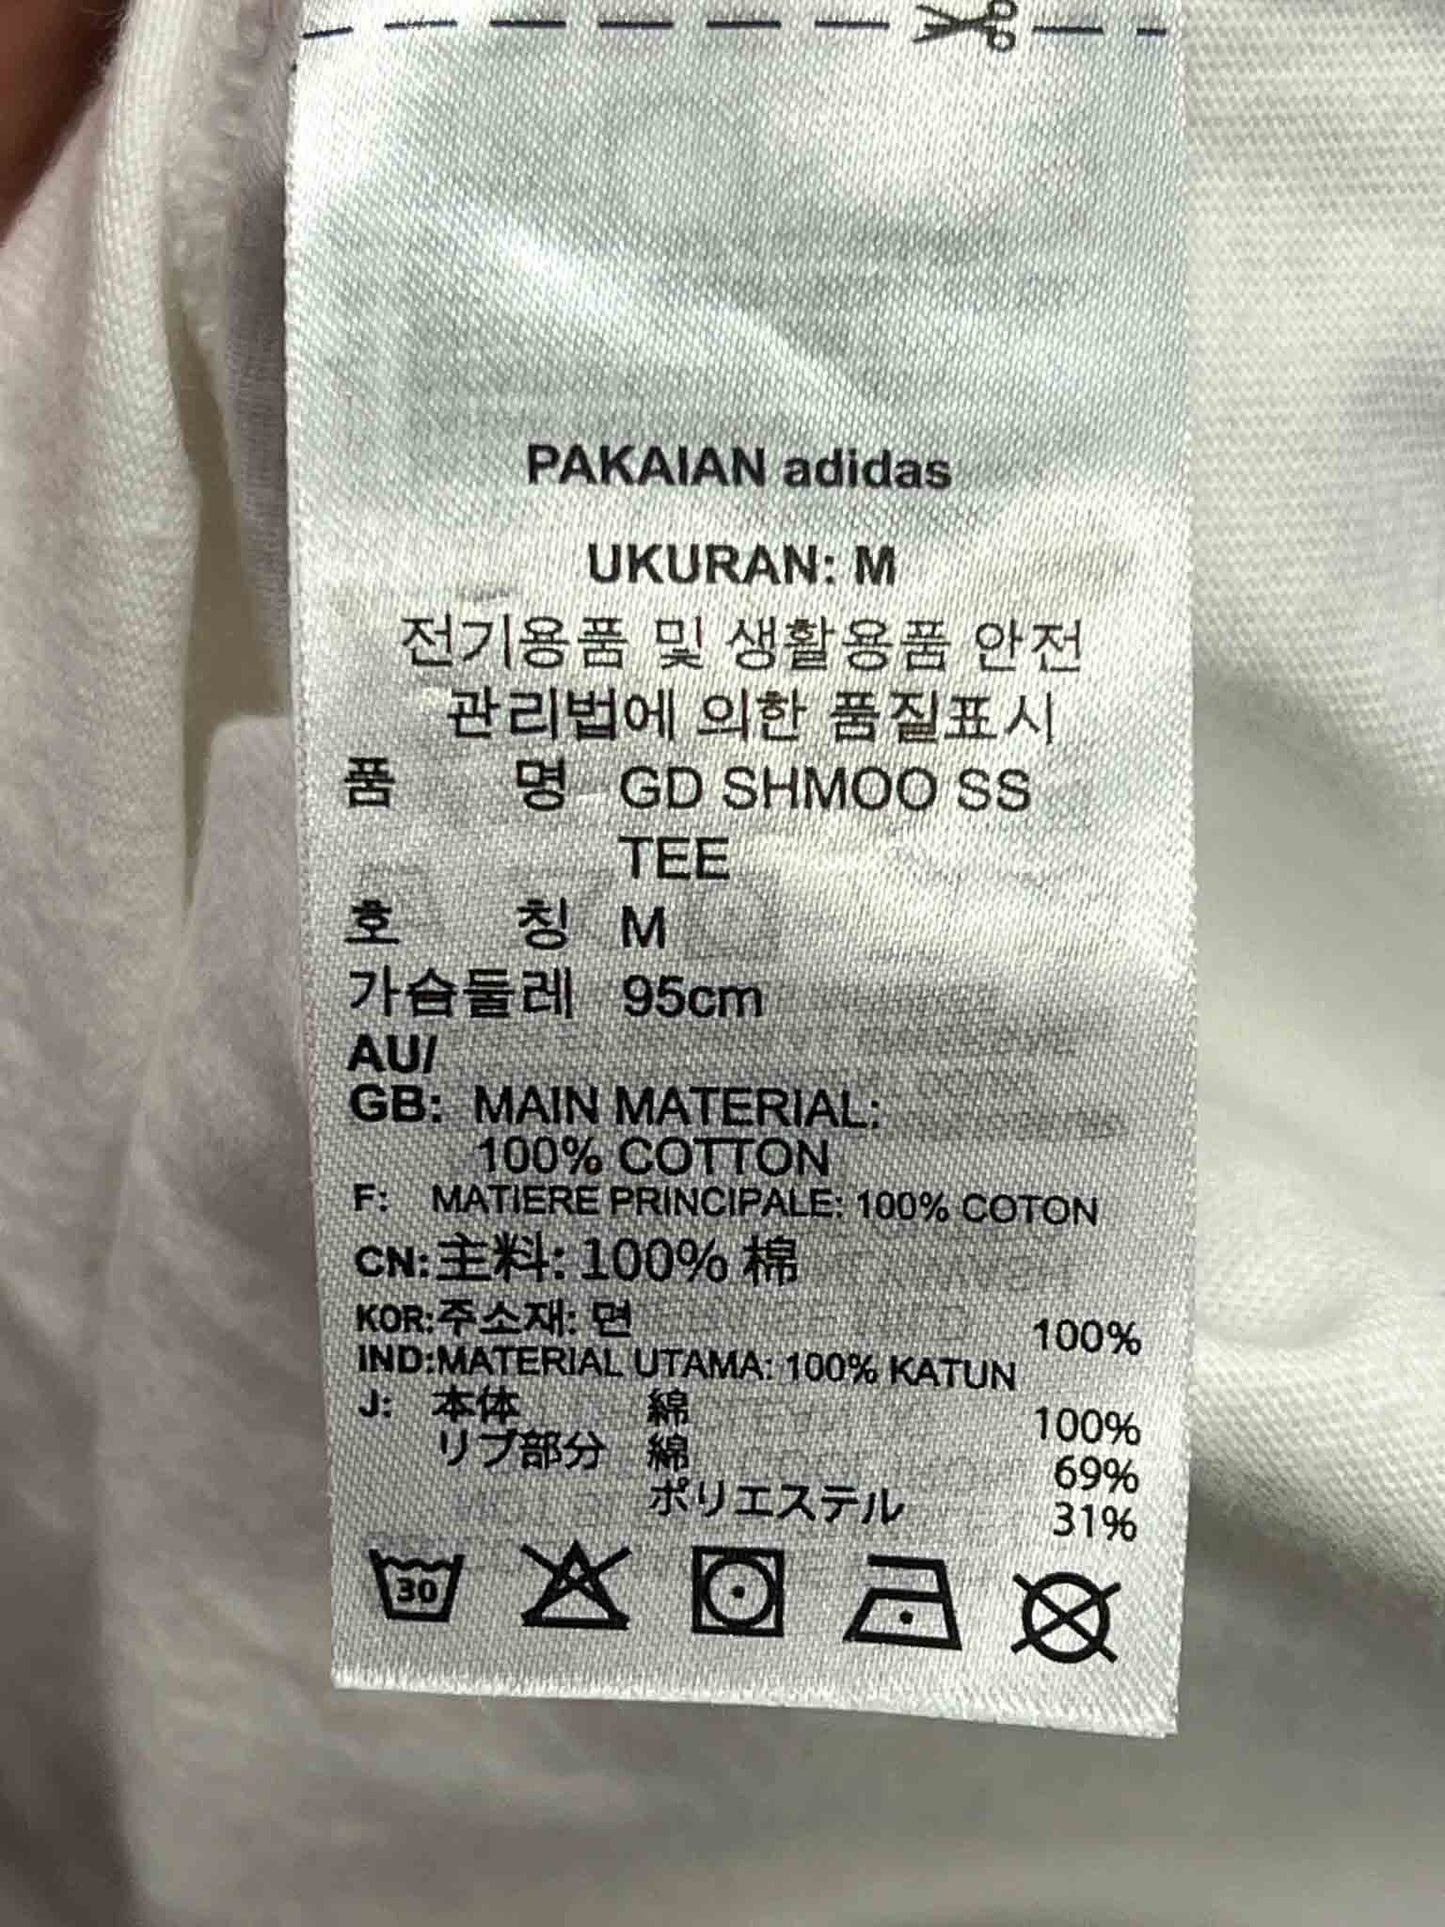 PAKAIAN adidas
UKURAN: M
전기용품 및 생활용품 안전
관리법에 의한 품질표시
품 명 GD SHMOO SS
TEE
호 칭 M
가슴둘레 95cm
AU/
GB: MAIN MATERIAL:
100% COTTON
F: MATIERE PRINCIPALE: 100% COTON
CN:主料: 100% 棉
KOR:주소재: 면 100%
IND:MATERIAL UTAMA: 100% KATUN
J: 本体 綿 100%
リブ部分 綿 69%
ポリエステル 31%
30